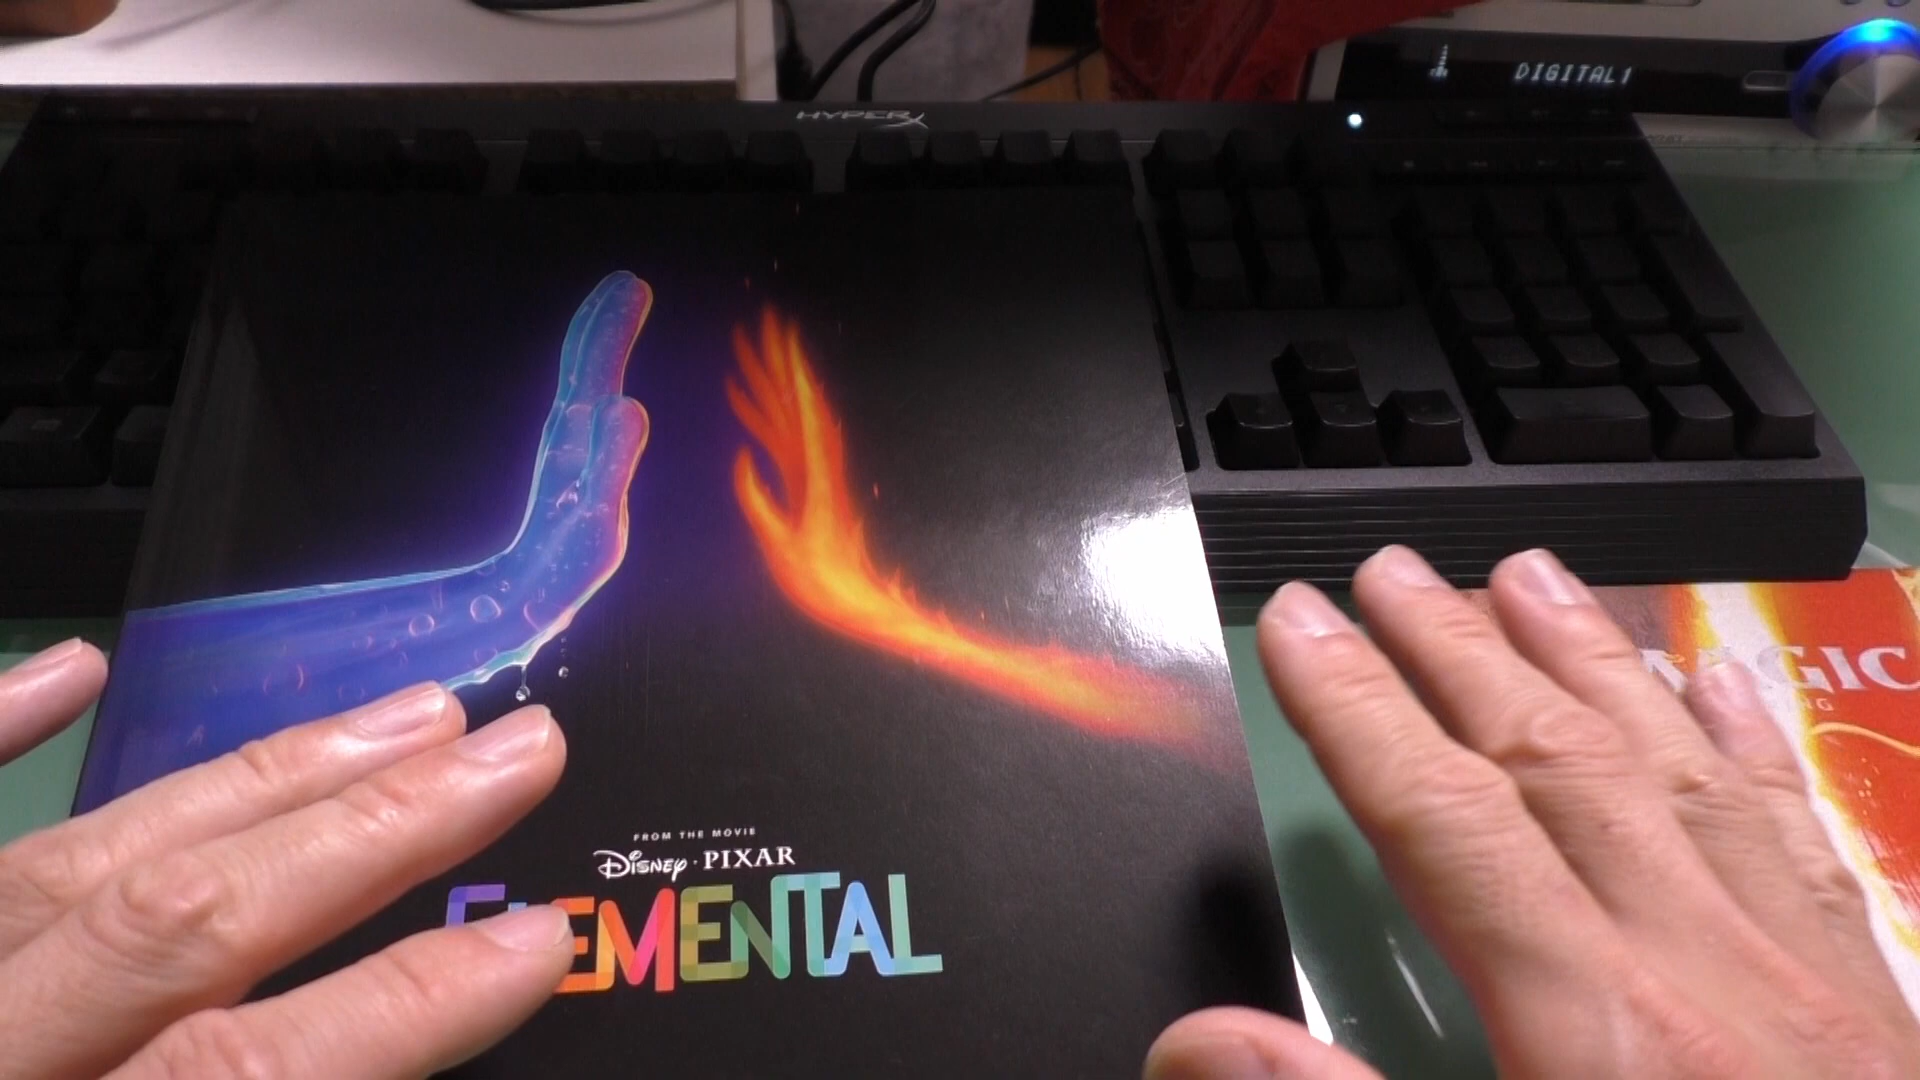 DIGITAL1
HYPERX
MAGIC
FROM THE MOVIE
DISNEY · PIXAR
ELEMENTAL